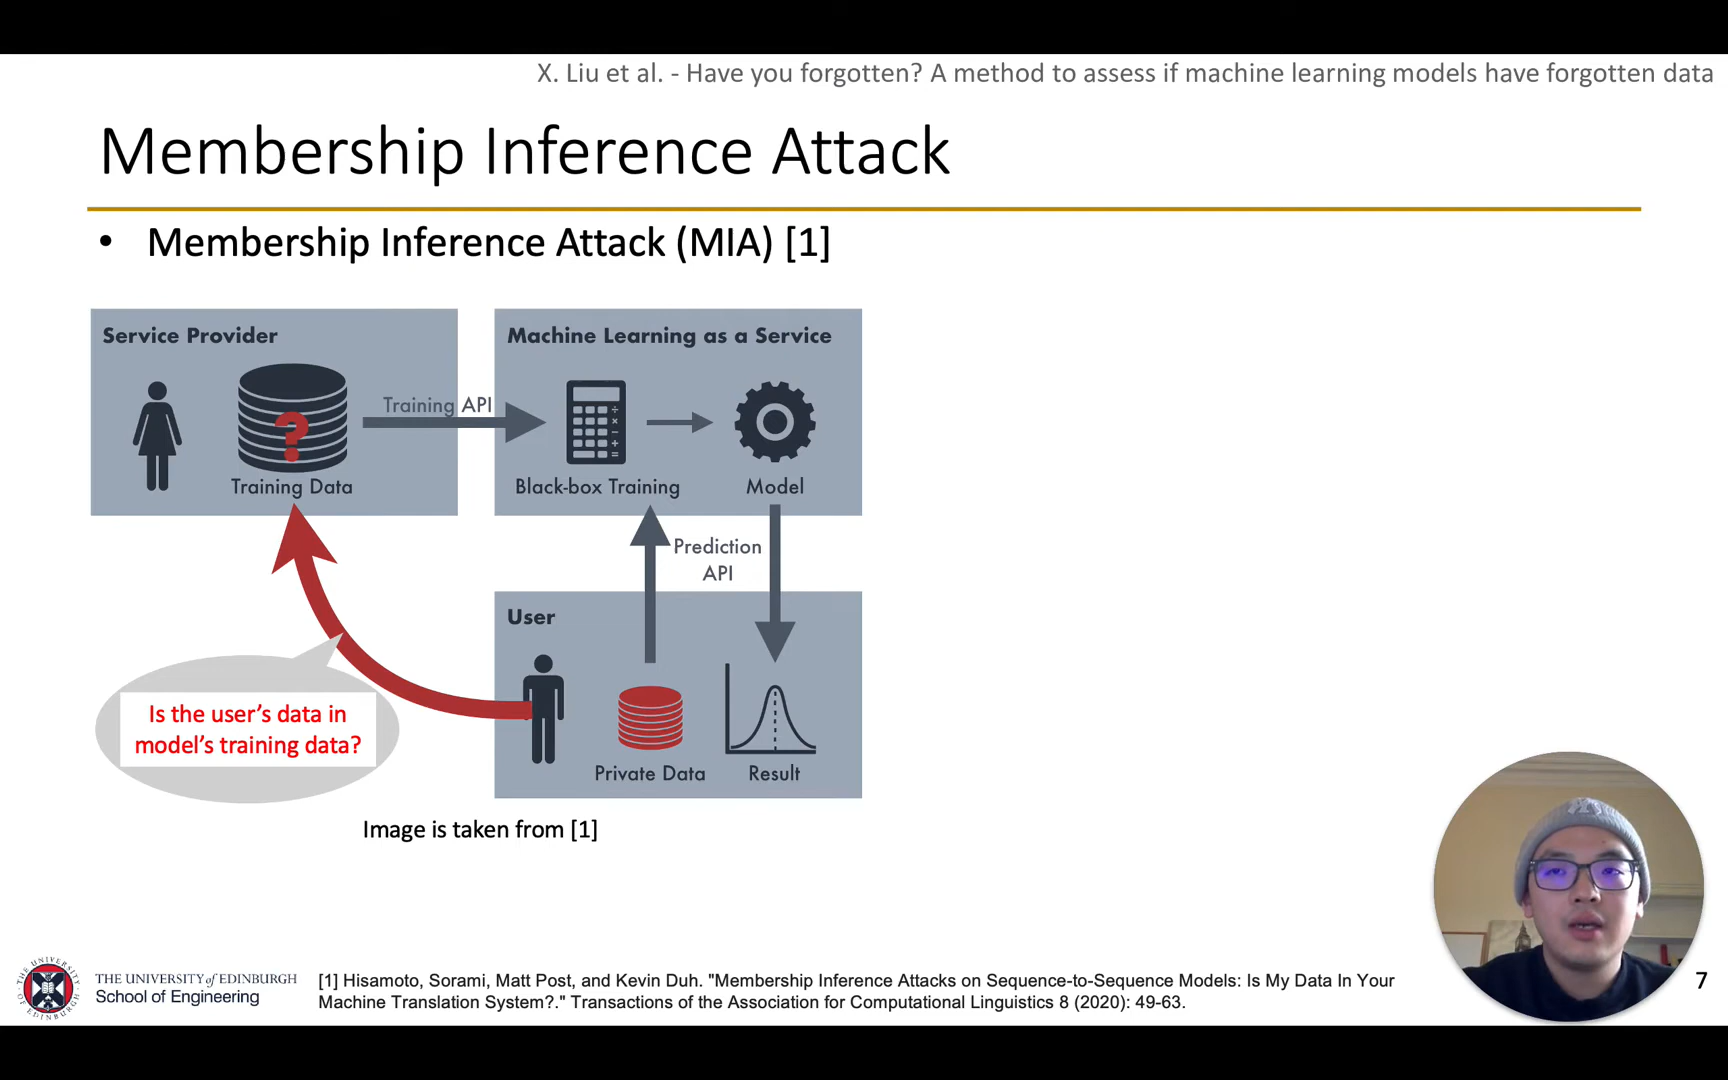 X. Liu et al. - Have you forgotten? A method to assess if machine learning models have forgotten data
Membership Inference Attack
• Membership Inference Attack (MIA) [1]
Service Provider
Training Data
Training API
Machine Learning as a Service
Black-box Training
Model
Prediction
API
User
Private Data
Result
Is the user's data in
model's training data?
Image is taken from [1]
THE UNIVERSITY of EDINBURGH
School of Engineering
[1] Hisamoto, Sorami, Matt Post, and Kevin Duh. "Membership Inference Attacks on Sequence-to-Sequence Models: Is My Data In Your
Machine Translation System?." Transactions of the Association for Computational Linguistics 8 (2020): 49-63.
7